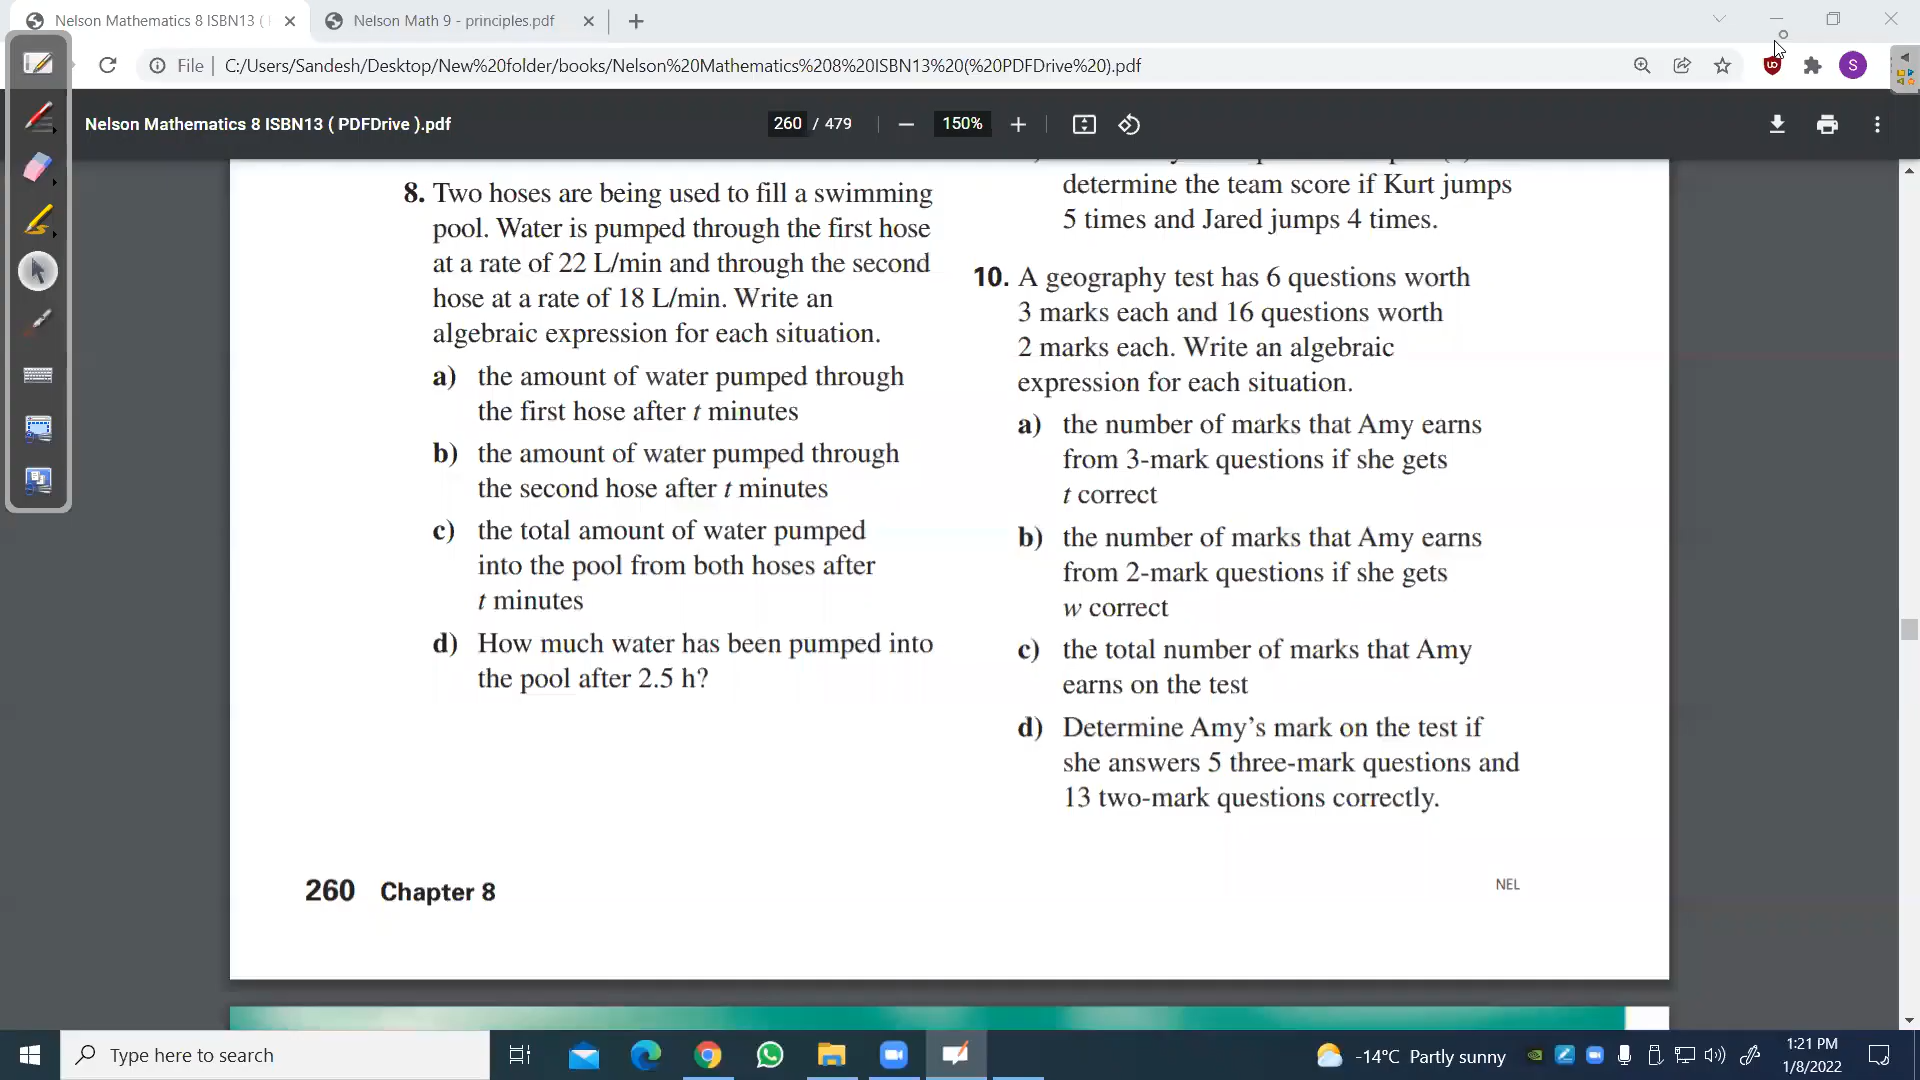 Nelson Mathematics 8 ISBN13 (
Nelson Math 9 - principles.pdf
File
C:/Users/Sandesh/Desktop/New%20folder/books/Nelson%20Mathematics%208%20ISBN13%20(%20PDFDrive%20).pdf
S
Nelson Mathematics 8 ISBN13 ( PDFDrive ).pdf
260 / 479
150%
8. Two hoses are being used to fill a swimming
pool. Water is pumped through the first hose
at a rate of 22 L/min and through the second
hose at a rate of 18 L/min. Write an
algebraic expression for each situation.
a) the amount of water pumped through
the first hose after t minutes
b) the amount of water pumped through
the second hose after t minutes
c) the total amount of water pumped
into the pool from both hoses after
t minutes
d) How much water has been pumped into
the pool after 2.5 h?
determine the team score if Kurt jumps
5 times and Jared jumps 4 times.
10. A geography test has 6 questions worth
3 marks each and 16 questions worth
2 marks each. Write an algebraic
expression for each situation.
a) the number of marks that Amy earns
from 3-mark questions if she gets
t correct
b) the number of marks that Amy earns
from 2-mark questions if she gets
w correct
c) the total number of marks that Amy
earns on the test
d) Determine Amy’s mark on the test if
she answers 5 three-mark questions and
13 two-mark questions correctly.
260 Chapter 8
NEL
Type here to search
-14°C Partly sunny
1:21 PM
1/8/2022